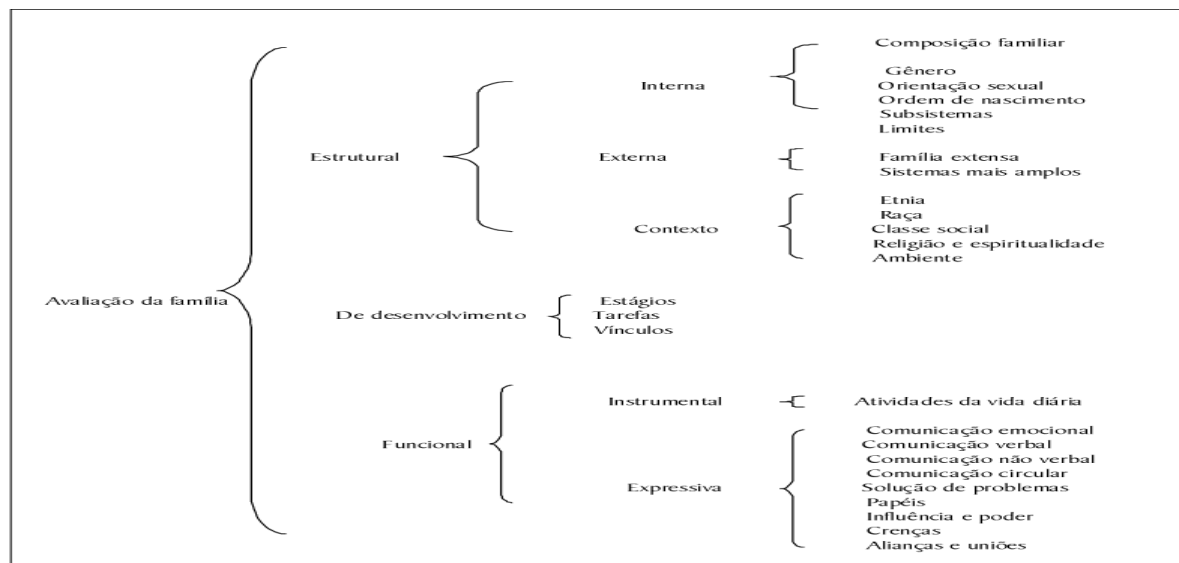 Avaliação da família
Estrutural
Interna
Composição familiar
Gênero
Orientação sexual
Ordem de nascimento
Subsistemas
Limites
Externa
Família extensa
Sistemas mais amplos
Contexto
Etnia
Raça
Classe social
Religião e espiritualidade
Ambiente
De desenvolvimento
Estágios
Tarefas
Vínculos
Funcional
Instrumental
Atividades da vida diária
Expressiva
Comunicação emocional
Comunicação verbal
Comunicação não verbal
Comunicação circular
Solução de problemas
Papéis
Influência e poder
Crenças
Alianças e uniões